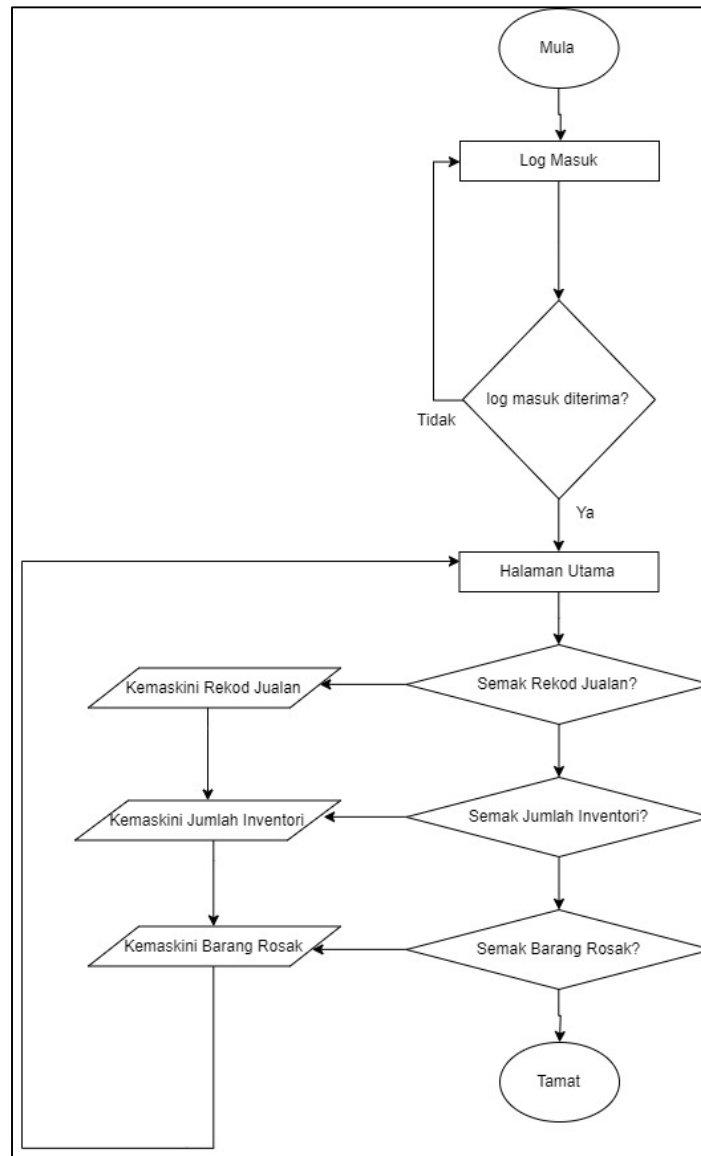 Mula
Log Masuk
log masuk diterima?
Tidak
Ya
Halaman Utama
Kemaskini Rekod Jualan
Semak Rekod Jualan?
Kemaskini Jumlah Inventori
Semak Jumlah Inventori?
Kemaskini Barang Rosak
Semak Barang Rosak?
Tamat